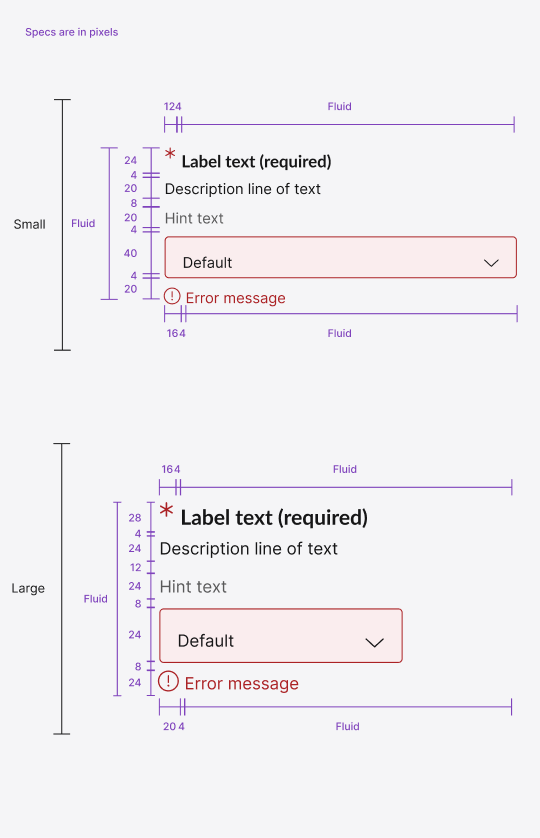 Specs are in pixels
124 Fluid
24
* Label text (required)
4
20 Description line of text
8
Small Fluid 20 Hint text
4
40 Default
4
20 Error message
164 Fluid
164 Fluid
28 * Label text (required)
4
24 Description line of text
12
Large 24 Hint text
Fluid 8
24 Default
8
24 Error message
20 4 Fluid